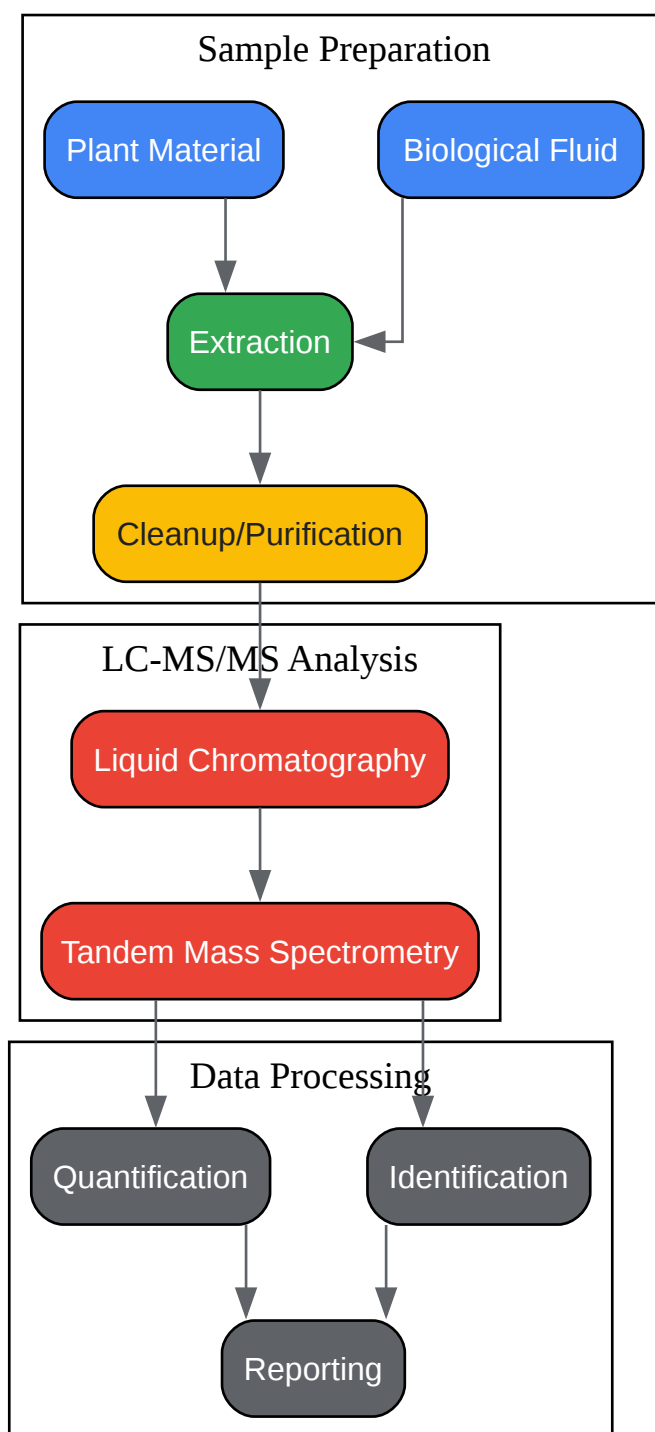 Sample Preparation
Plant Material
Biological Fluid
Extraction
Cleanup/Purification
LC-MS/MS Analysis
Liquid Chromatography
Tandem Mass Spectrometry
Data Processing
Quantification
Identification
Reporting